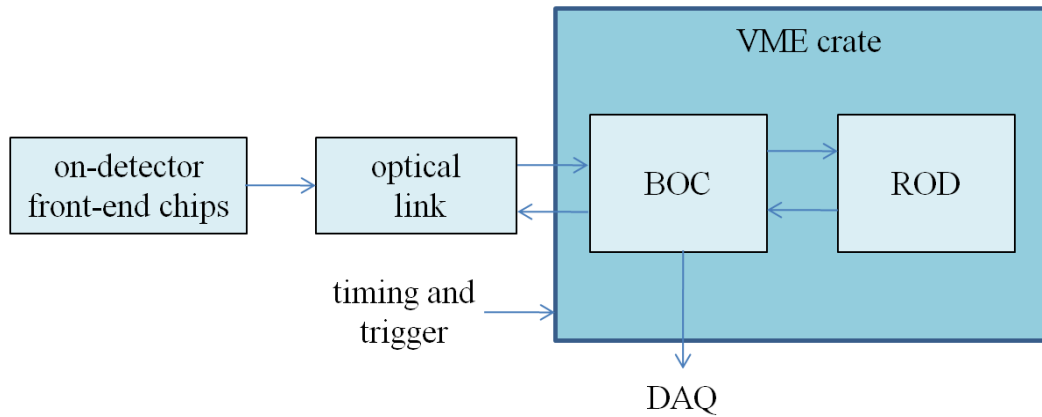 VME crate
on-detector
front-end chips
optical
link
BOC
ROD
timing and
trigger
DAQ